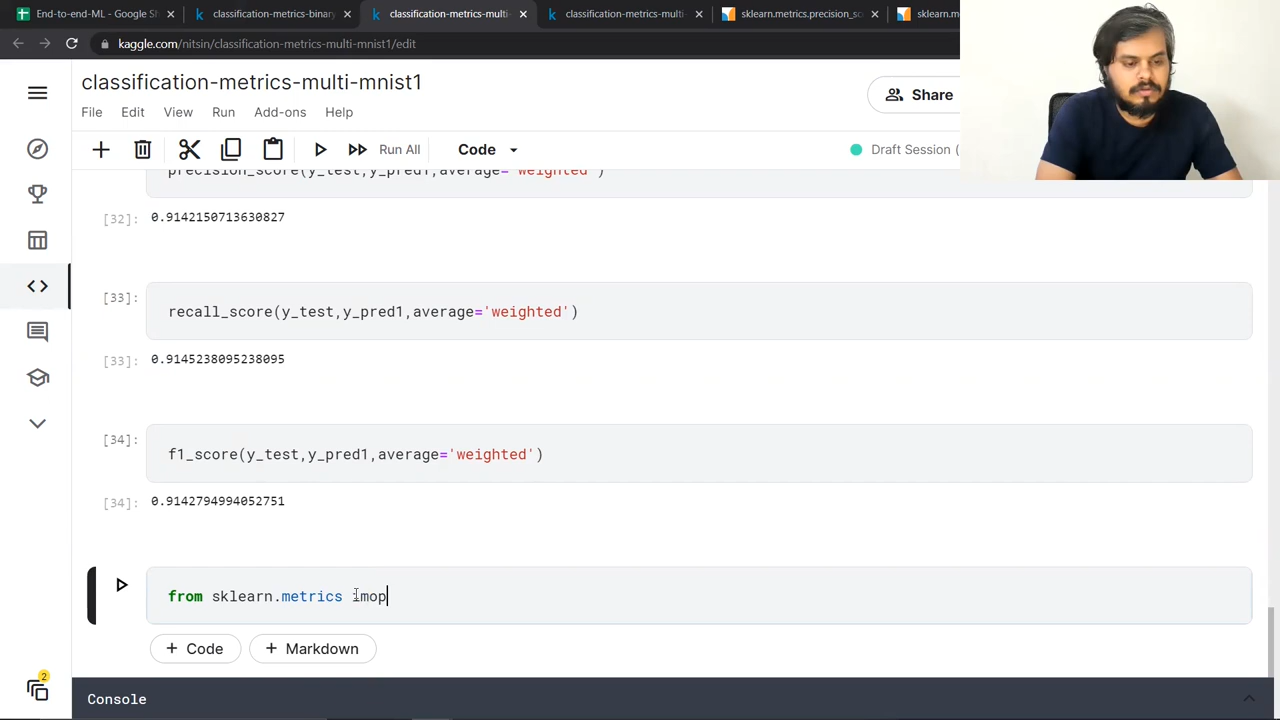 End-to-end-ML - Google Sh
classification-metrics-binary
classification-metrics-multi-mni
classification-metrics-multi
sklearn.metrics.precision_sc
sklearn.m
kaggle.com/nitsin/classification-metrics-multi-mnist1/edit
classification-metrics-multi-mnist1
Share
File Edit View Run Add-ons Help
Run All Code Draft Session (
precision_score(y_test,y_pred1,average='weighted')
[32]: 0.9142150713630827
[33]: recall_score(y_test,y_pred1,average='weighted')
[33]: 0.9145238095238095
[34]: f1_score(y_test,y_pred1,average='weighted')
[34]: 0.9142794994052751
from sklearn.metrics imop
+ Code + Markdown
2
Console